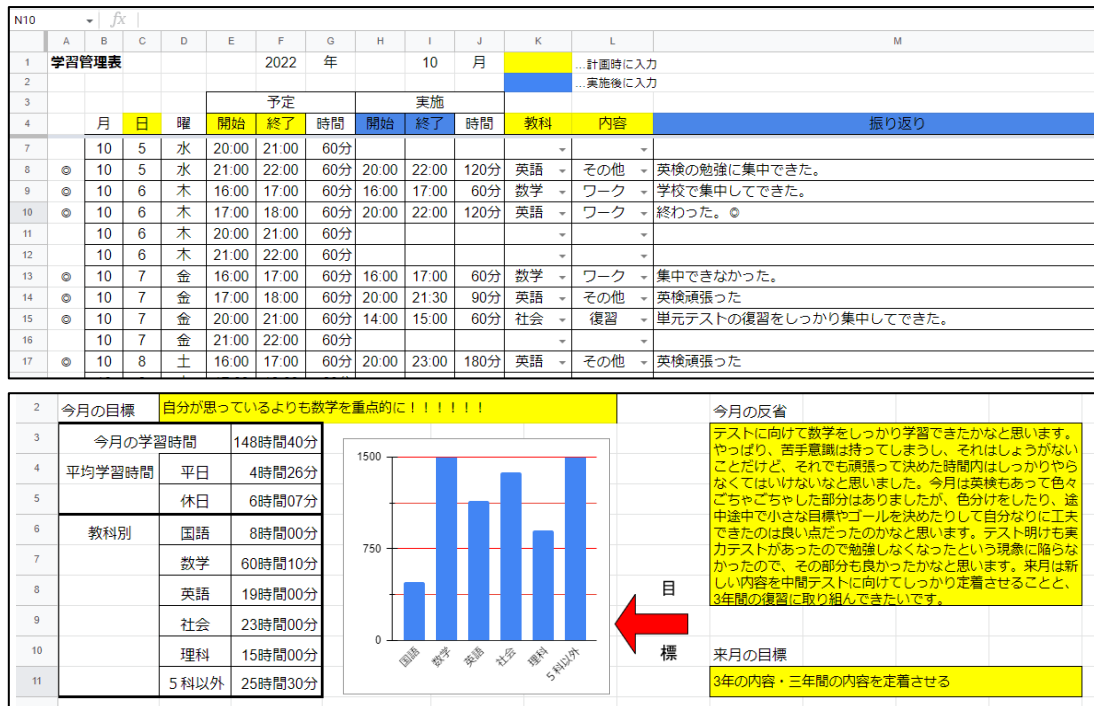 N10 fx
A B C D E F G H I J K L M
1 学習管理表 2022 年 10 月 …計画時に入力
2 …実施後に入力
3 予定 実施
4 月 日 曜 開始 終了 時間 開始 終了 時間 教科 内容 振り返り
7 10 5 水 20:00 21:00 60分
8 ◎ 10 5 水 21:00 22:00 60分 20:00 22:00 120分 英語 その他 英検の勉強に集中できた。
9 ◎ 10 6 木 16:00 17:00 60分 16:00 17:00 60分 数学 ワーク 学校で集中してできた。
10 ◎ 10 6 木 17:00 18:00 60分 20:00 22:00 120分 英語 ワーク 終わった。◎
11 10 6 木 20:00 21:00 60分
12 10 6 木 21:00 22:00 60分
13 ◎ 10 7 金 16:00 17:00 60分 16:00 17:00 60分 数学 ワーク 集中できなかった。
14 ◎ 10 7 金 17:00 18:00 60分 20:00 21:30 90分 英語 その他 英検頑張った
15 ◎ 10 7 金 20:00 21:00 60分 14:00 15:00 60分 社会 復習 単元テストの復習をしっかり集中してできた。
16 10 7 金 21:00 22:00 60分
17 ◎ 10 8 土 16:00 17:00 60分 20:00 23:00 180分 英語 その他 英検頑張った
2 今月の目標 自分が思っているよりも数学を重点的に！！！！！！
3 今月の学習時間 148時間40分
4 平均学習時間 平日 4時間26分
5 休日 6時間07分
6 教科別 国語 8時間00分
7 数学 60時間10分
8 英語 19時間00分
9 社会 23時間00分
10 理科 15時間00分
11 5科以外 25時間30分
1500
750
0
国語 数学 英語 社会 理科 5科以外
目
標
今月の反省
テストに向けて数学をしっかり学習できたかなと思います。
やっぱり、苦手意識は持ってしまうし、それはしょうがない
ことだけど、それでも頑張って決めた時間内はしっかりやら
なくてはいけないなと思いました。今月は英検もあって色々
ごちゃごちゃした部分はありましたが、色分けをしたり、途
中途中で小さな目標やゴールを決めたりして自分なりに工夫
できたのは良い点だったのかなと思います。テスト明けも実
力テストがあったので勉強しなくなったという現象に陥らな
かったので、その部分も良かったかなと思います。来月は新
しい内容を中間テストに向けてしっかり定着させることと、
3年間の復習に取り組んできたいです。
来月の目標
3年の内容・三年間の内容を定着させる